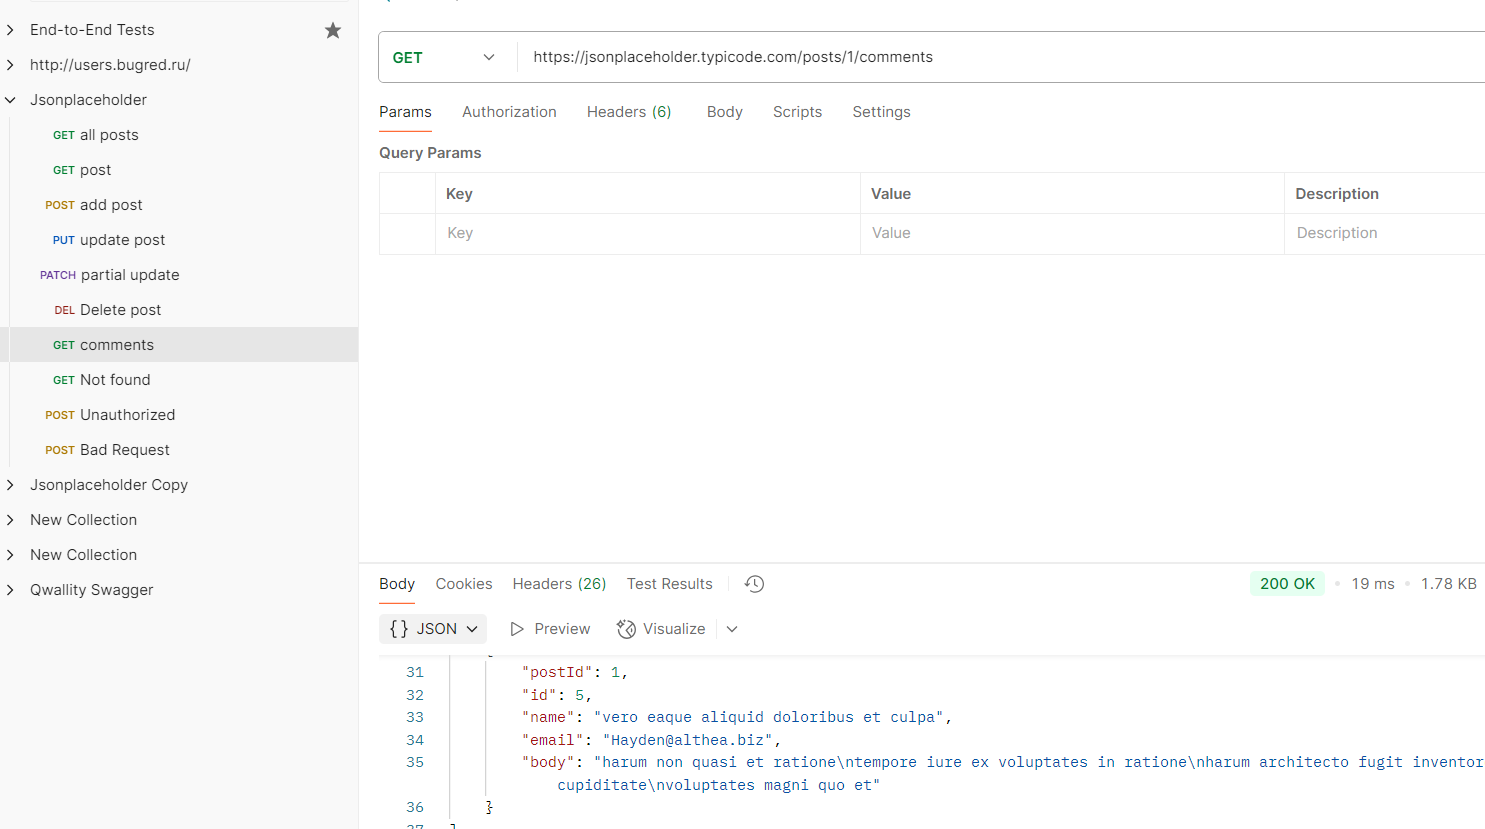 End-to-End Tests
http://users.bugred.ru/
Jsonplaceholder
GET all posts
GET post
POST add post
PUT update post
PATCH partial update
DEL Delete post
GET comments
GET Not found
POST Unauthorized
POST Bad Request
Jsonplaceholder Copy
New Collection
New Collection
Qwallity Swagger
GET https://jsonplaceholder.typicode.com/posts/1/comments
Params Authorization Headers (6) Body Scripts Settings
Query Params
Key Value Description
Key Value Description
Body Cookies Headers (26) Test Results 200 OK 19 ms 1.78 KB
{} JSON Preview Visualize
31 "postId": 1,
32 "id": 5,
33 "name": "vero eaque aliquid doloribus et culpa",
34 "email": "Hayden@althea.biz",
35 "body": "harum non quasi et ratione\ntempore iure ex voluptates in ratione\nharum architecto fugit inventor
cupiditate\nvoluptates magni quo et"
36 }
37 ]